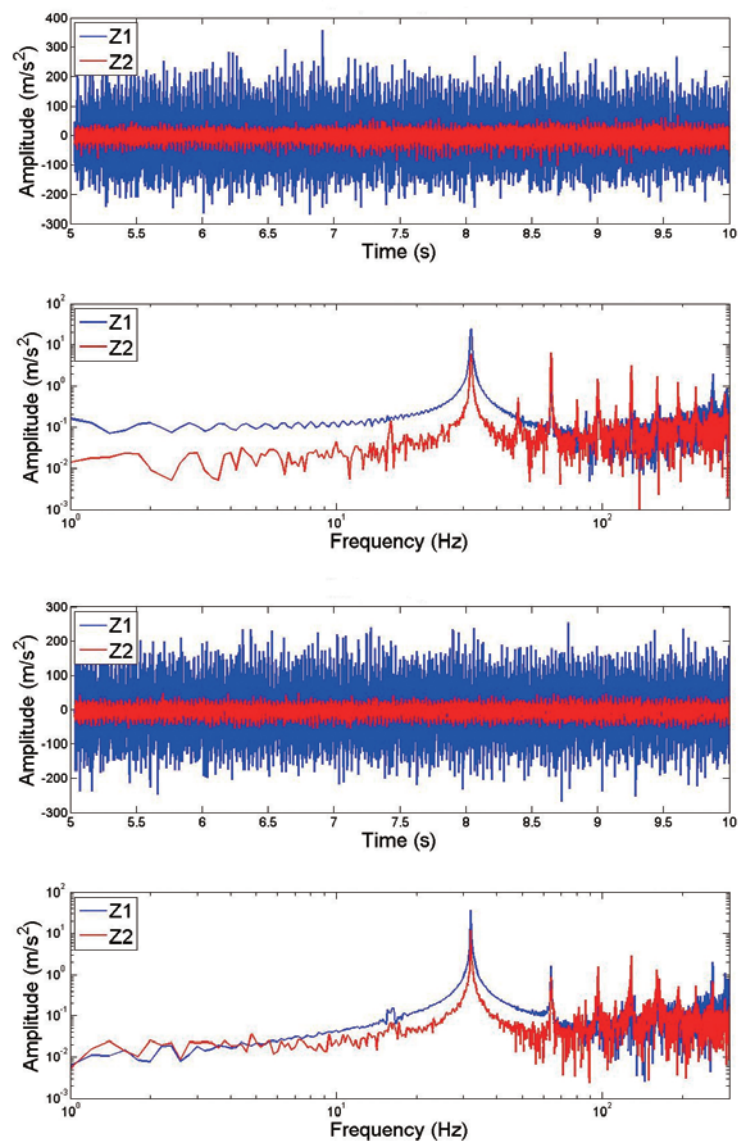 Z1
Z2
Amplitude (m/s²)
400
300
200
100
0
-100
-200
-300
5 5.5 6 6.5 7 7.5 8 8.5 9 9.5 10
Time (s)
Z1
Z2
Amplitude (m/s²)
10²
10¹
10⁰
10⁻¹
10⁻²
10⁻³
10⁰ 10¹ 10²
Frequency (Hz)
Z1
Z2
Amplitude (m/s²)
300
200
100
0
-100
-200
-300
5 5.5 6 6.5 7 7.5 8 8.5 9 9.5 10
Time (s)
Z1
Z2
Amplitude (m/s²)
10²
10¹
10⁰
10⁻¹
10⁻²
10⁻³
10⁰ 10¹ 10²
Frequency (Hz)